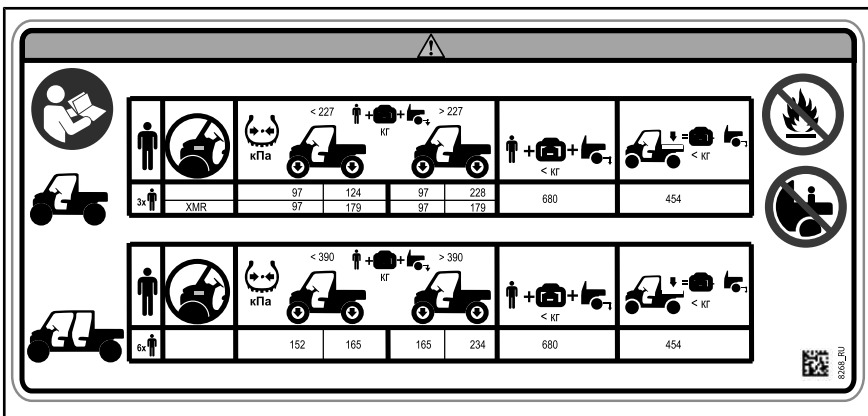 < 227 > 227
кПа кг < кг < кг
3x 97 124 97 228 680 454
XMR 97 179 97 179
< 390 > 390
кПа кг < кг < кг
6x 152 165 165 234 680 454
8268_RU